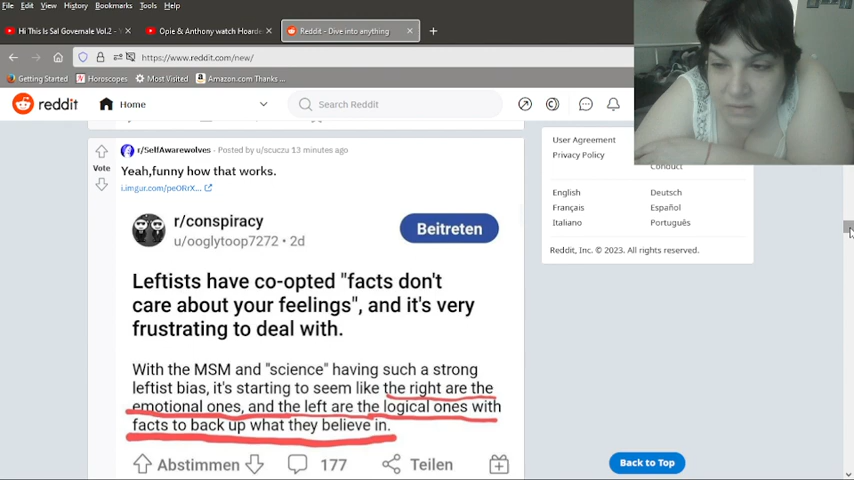 File Edit View History Bookmarks Tools Help
Hi This Is Sal Governale Vol.2 -
Opie & Anthony watch Hoard
Reddit - Dive into anything
https://www.reddit.com/new/
Getting Started Horoscopes Most Visited Amazon.com Thanks ...
reddit Home Search Reddit
r/SelfAwarewolves · Posted by u/scuczu 13 minutes ago
Vote
Yeah,funny how that works.
r/conspiracy
u/ooglytoop7272 • 2d
Beitreten
Leftists have co-opted "facts don't
care about your feelings", and it's very
frustrating to deal with.
With the MSM and "science" having such a strong
leftist bias, it's starting to seem like the right are the
emotional ones, and the left are the logical ones with
facts to back up what they believe in.
Abstimmen 177 Teilen
User Agreement
Privacy Policy
Conduct
English Deutsch
Français Español
Italiano Português
Reddit, Inc. © 2023. All rights reserved.
Back to Top